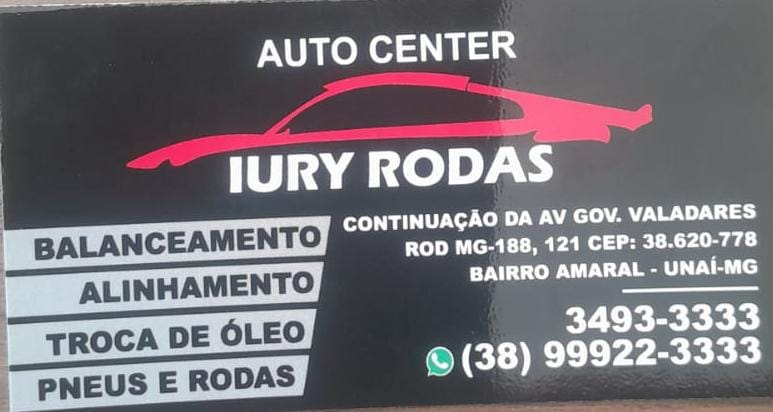 AUTO CENTER
IURY RODAS
BALANCEAMENTO
ALINHAMENTO
TROCA DE ÓLEO
PNEUS E RODAS
CONTINUAÇÃO DA AV GOV. VALADARES
ROD MG-188, 121 CEP: 38.620-778
BAIRRO AMARAL - UNAÍ-MG
3493-3333
(38) 99922-3333